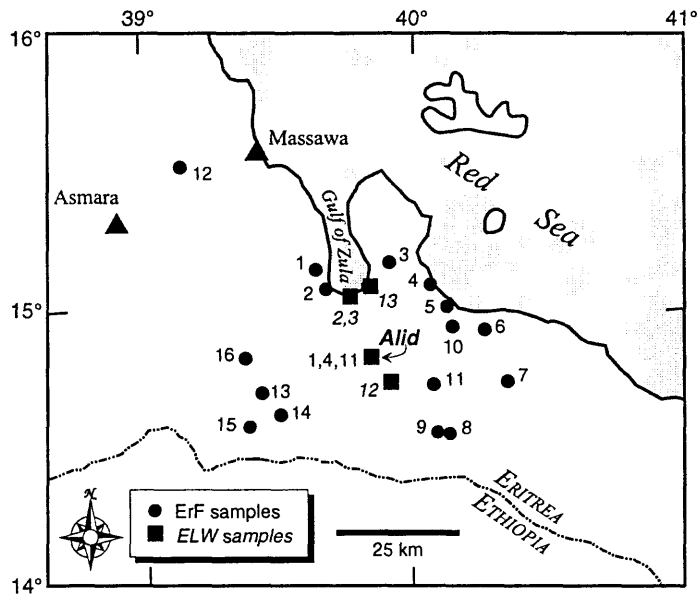 39°
40°
41°
16°
Massawa
12
Asmara
Red
Sea
Gulf of Zula
1
3
2
13
4
2,3
5
15°
10
6
Alid
16
1,4,11
12
11
7
13
14
15
9
8
ERITREA
ETHIOPIA
N
ErF samples
ELW samples
25 km
14°